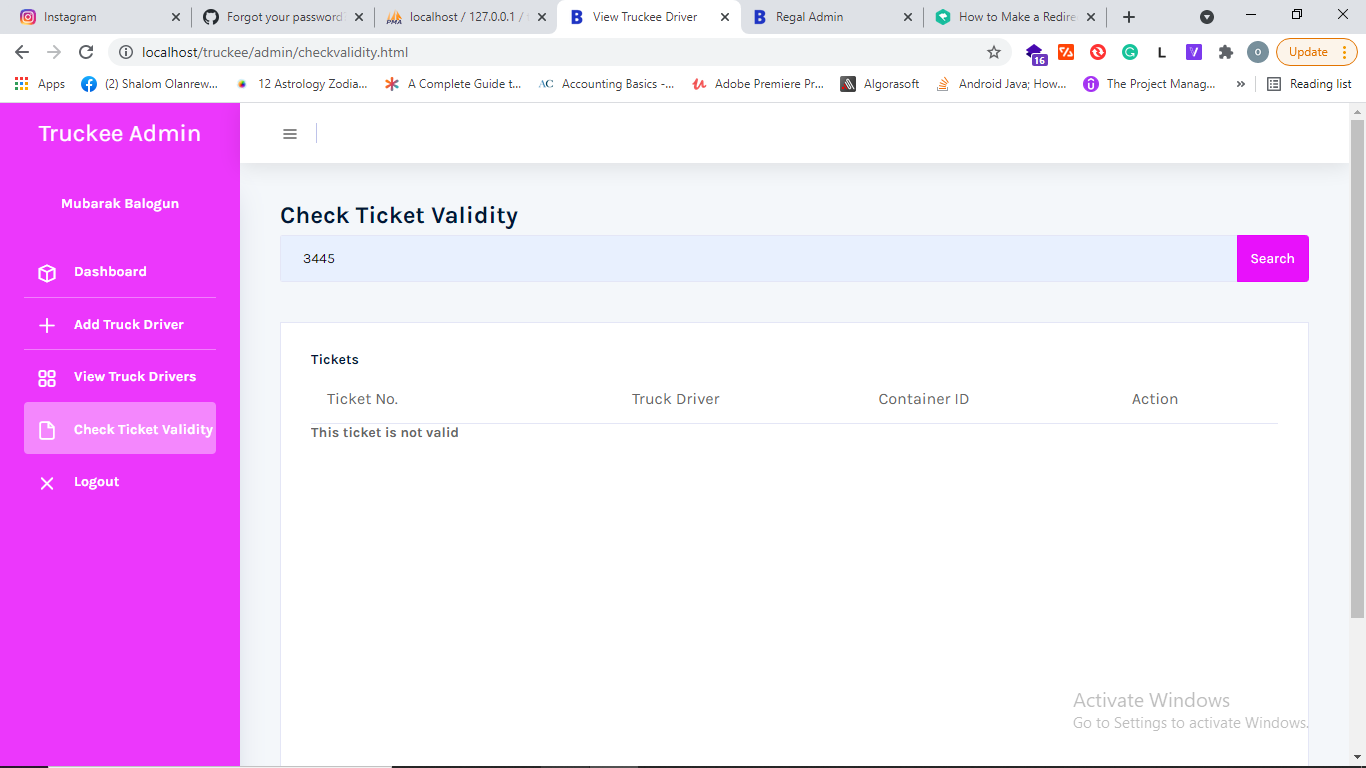 Instagram
Forgot your password?
localhost / 127.0.0.1 / t
View Truckee Driver
Regal Admin
How to Make a Redire
localhost/truckee/admin/checkvalidity.html
16
L
V
o
Update
Apps
(2) Shalom Olanrew...
12 Astrology Zodia...
A Complete Guide t...
AC Accounting Basics -...
Adobe Premiere Pr...
Algorasoft
Android Java; How...
The Project Manag...
»
Reading list
Truckee Admin
Mubarak Balogun
Dashboard
Add Truck Driver
View Truck Drivers
Check Ticket Validity
Logout
Check Ticket Validity
3445
Search
Tickets
Ticket No. Truck Driver Container ID Action
This ticket is not valid
Activate Windows
Go to Settings to activate Windows.